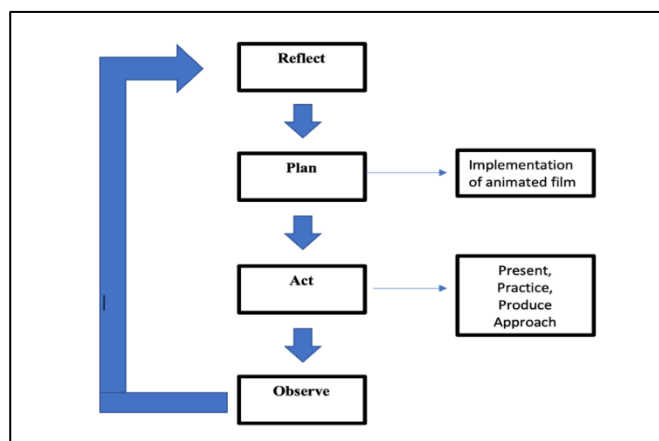 Reflect
Plan
Implementation
of animated film
Act
Present,
Practice,
Produce
Approach
Observe